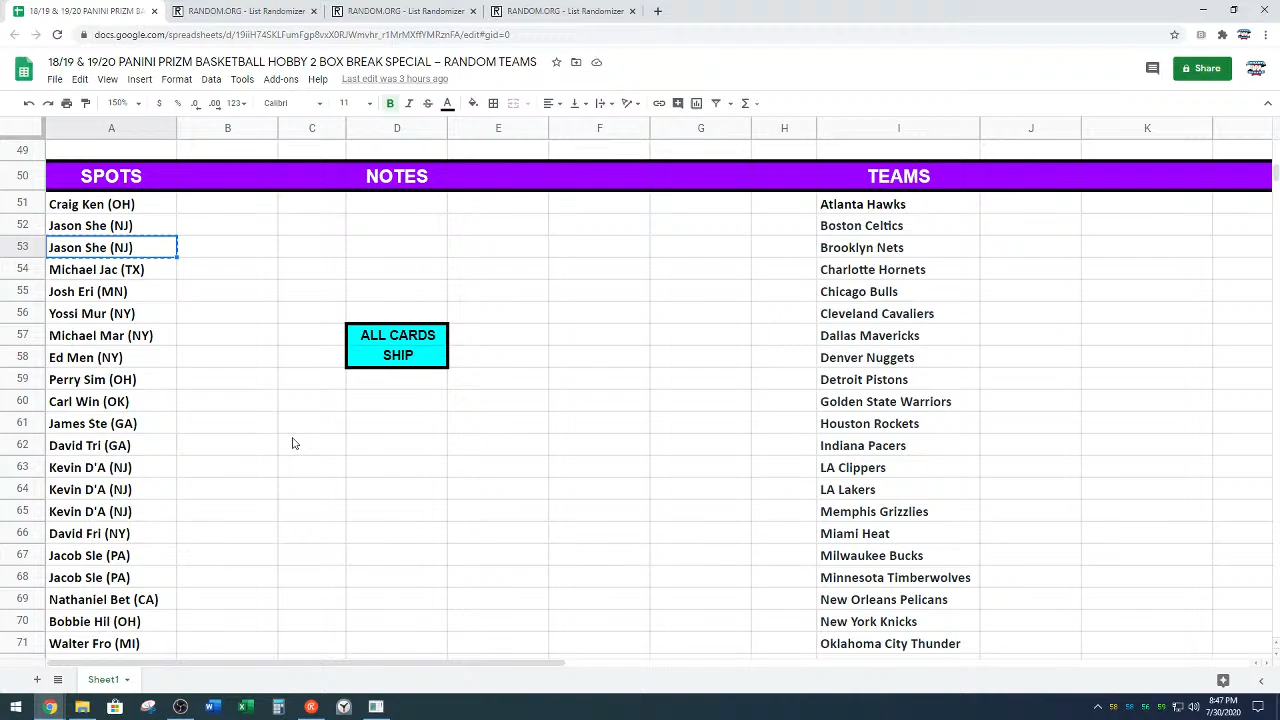 18/19 & 19/20 PANINI PRIZM BA
RANDOM.ORG - List Randomizer
RANDOM.ORG - List Randomizer
RANDOM.ORG - List Randomizer
18/19 & 19/20 PANINI PRIZM BASKETBALL HOBBY 2 BOX BREAK SPECIAL – RANDOM TEAMS
File Edit View Insert Format Data Tools Add-ons Help Last edit was 3 hours ago
Share
150% $ % .0 .00 123 Calibri 11 B I S A
A B C D E F G H I J K
49
50 SPOTS NOTES TEAMS
51 Craig Ken (OH) Atlanta Hawks
52 Jason She (NJ) Boston Celtics
53 Jason She (NJ) Brooklyn Nets
54 Michael Jac (TX) Charlotte Hornets
55 Josh Eri (MN) Chicago Bulls
56 Yossi Mur (NY) Cleveland Cavaliers
57 Michael Mar (NY) ALL CARDS Dallas Mavericks
58 Ed Men (NY) SHIP Denver Nuggets
59 Perry Sim (OH) Detroit Pistons
60 Carl Win (OK) Golden State Warriors
61 James Ste (GA) Houston Rockets
62 David Tri (GA) Indiana Pacers
63 Kevin D'A (NJ) LA Clippers
64 Kevin D'A (NJ) LA Lakers
65 Kevin D'A (NJ) Memphis Grizzlies
66 David Fri (NY) Miami Heat
67 Jacob Sle (PA) Milwaukee Bucks
68 Jacob Sle (PA) Minnesota Timberwolves
69 Nathaniel Bet (CA) New Orleans Pelicans
70 Bobbie Hil (OH) New York Knicks
71 Walter Fro (MI) Oklahoma City Thunder
Sheet1
58 58 56 59 8:47 PM
7/30/2020